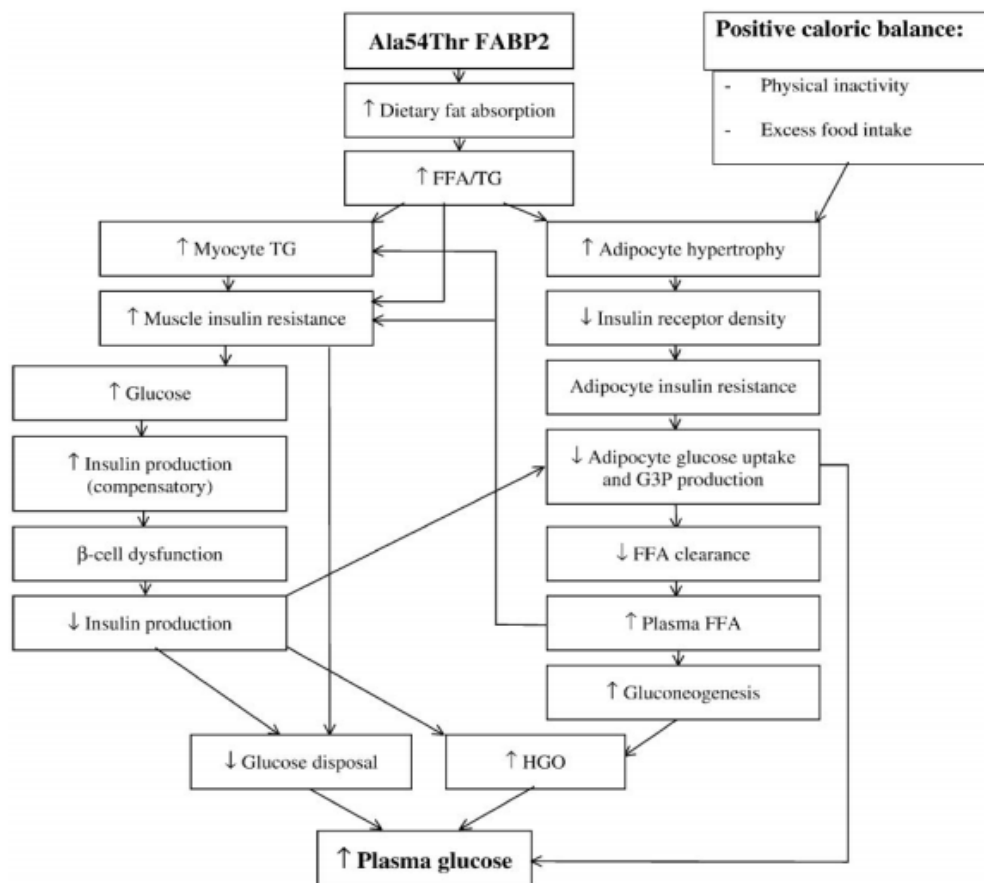 Ala54Thr FABP2
Positive caloric balance:
- Physical inactivity
- Excess food intake
↑ Dietary fat absorption
↑ FFA/TG
↑ Myocyte TG
↑ Adipocyte hypertrophy
↑ Muscle insulin resistance
↓ Insulin receptor density
↑ Glucose
Adipocyte insulin resistance
↑ Insulin production
(compensatory)
↓ Adipocyte glucose uptake
and G3P production
β-cell dysfunction
↓ FFA clearance
↓ Insulin production
↑ Plasma FFA
↑ Gluconeogenesis
↓ Glucose disposal
↑ HGO
↑ Plasma glucose